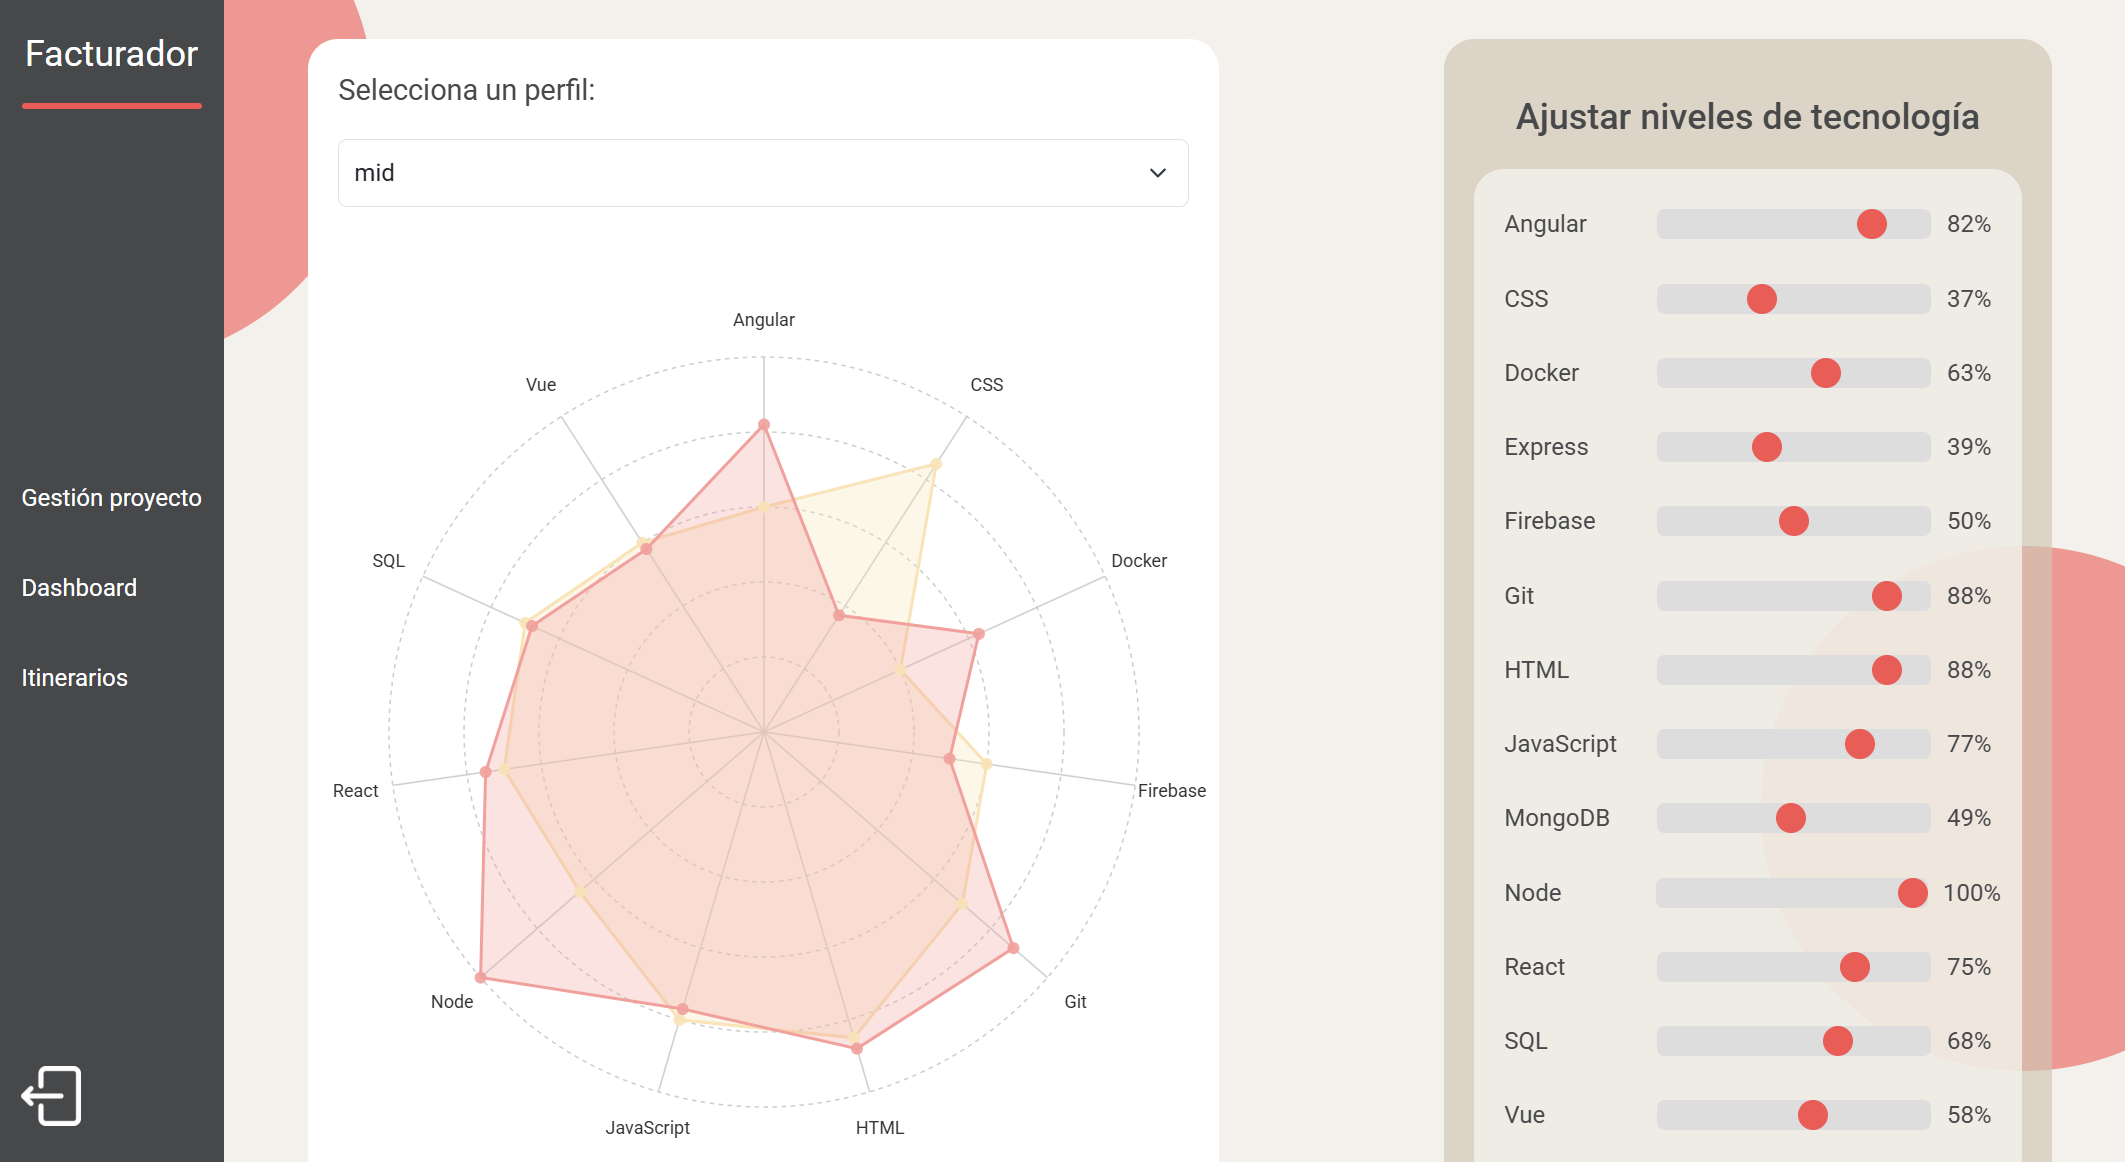 Facturador
Gestión proyecto
Dashboard
Itinerarios
Selecciona un perfil:
mid
Angular
Vue
CSS
SQL
Docker
React
Firebase
Node
Git
JavaScript
HTML
Ajustar niveles de tecnología
Angular 82%
CSS 37%
Docker 63%
Express 39%
Firebase 50%
Git 88%
HTML 88%
JavaScript 77%
MongoDB 49%
Node 100%
React 75%
SQL 68%
Vue 58%